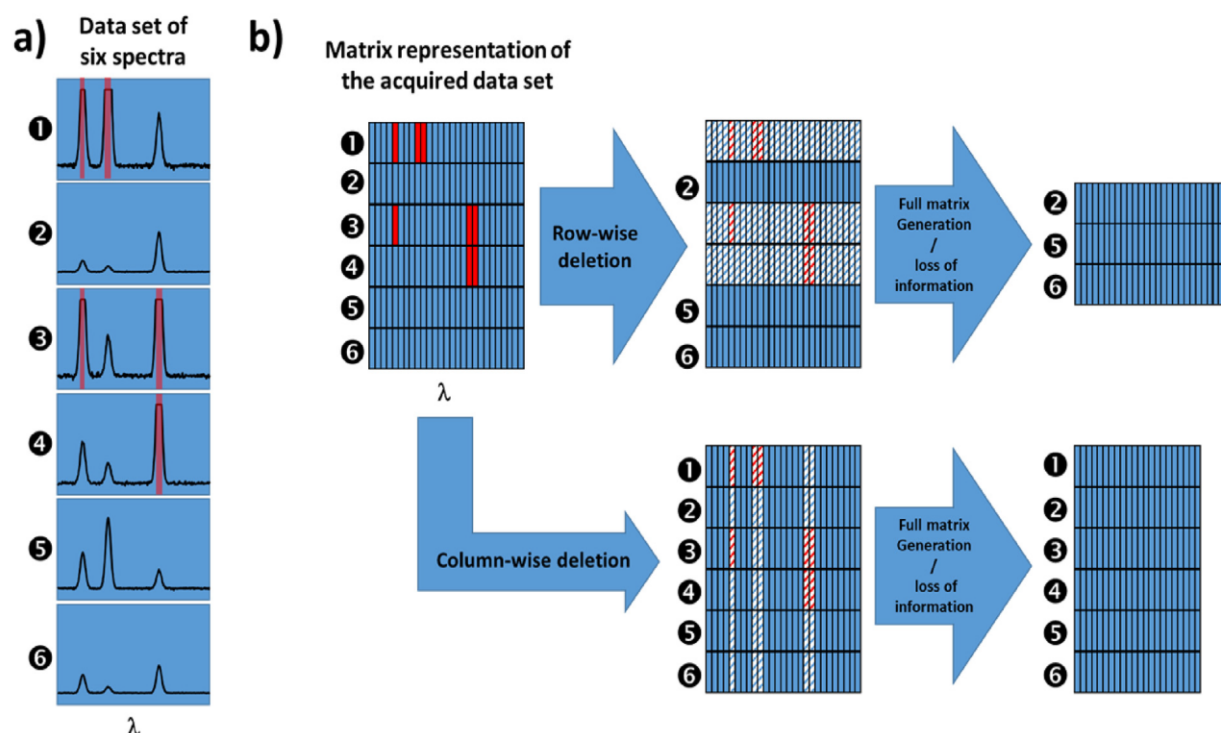 a)
Data set of
six spectra
❶
❷
❸
❹
❺
❻
λ
b)
Matrix representation of
the acquired data set
❶
❷
❸
❹
❺
❻
λ
Row-wise
deletion
❷
❺
❻
Full matrix
Generation
/
loss of
information
❷
❺
❻
Column-wise deletion
❶
❷
❸
❹
❺
❻
Full matrix
Generation
/
loss of
information
❶
❷
❸
❹
❺
❻